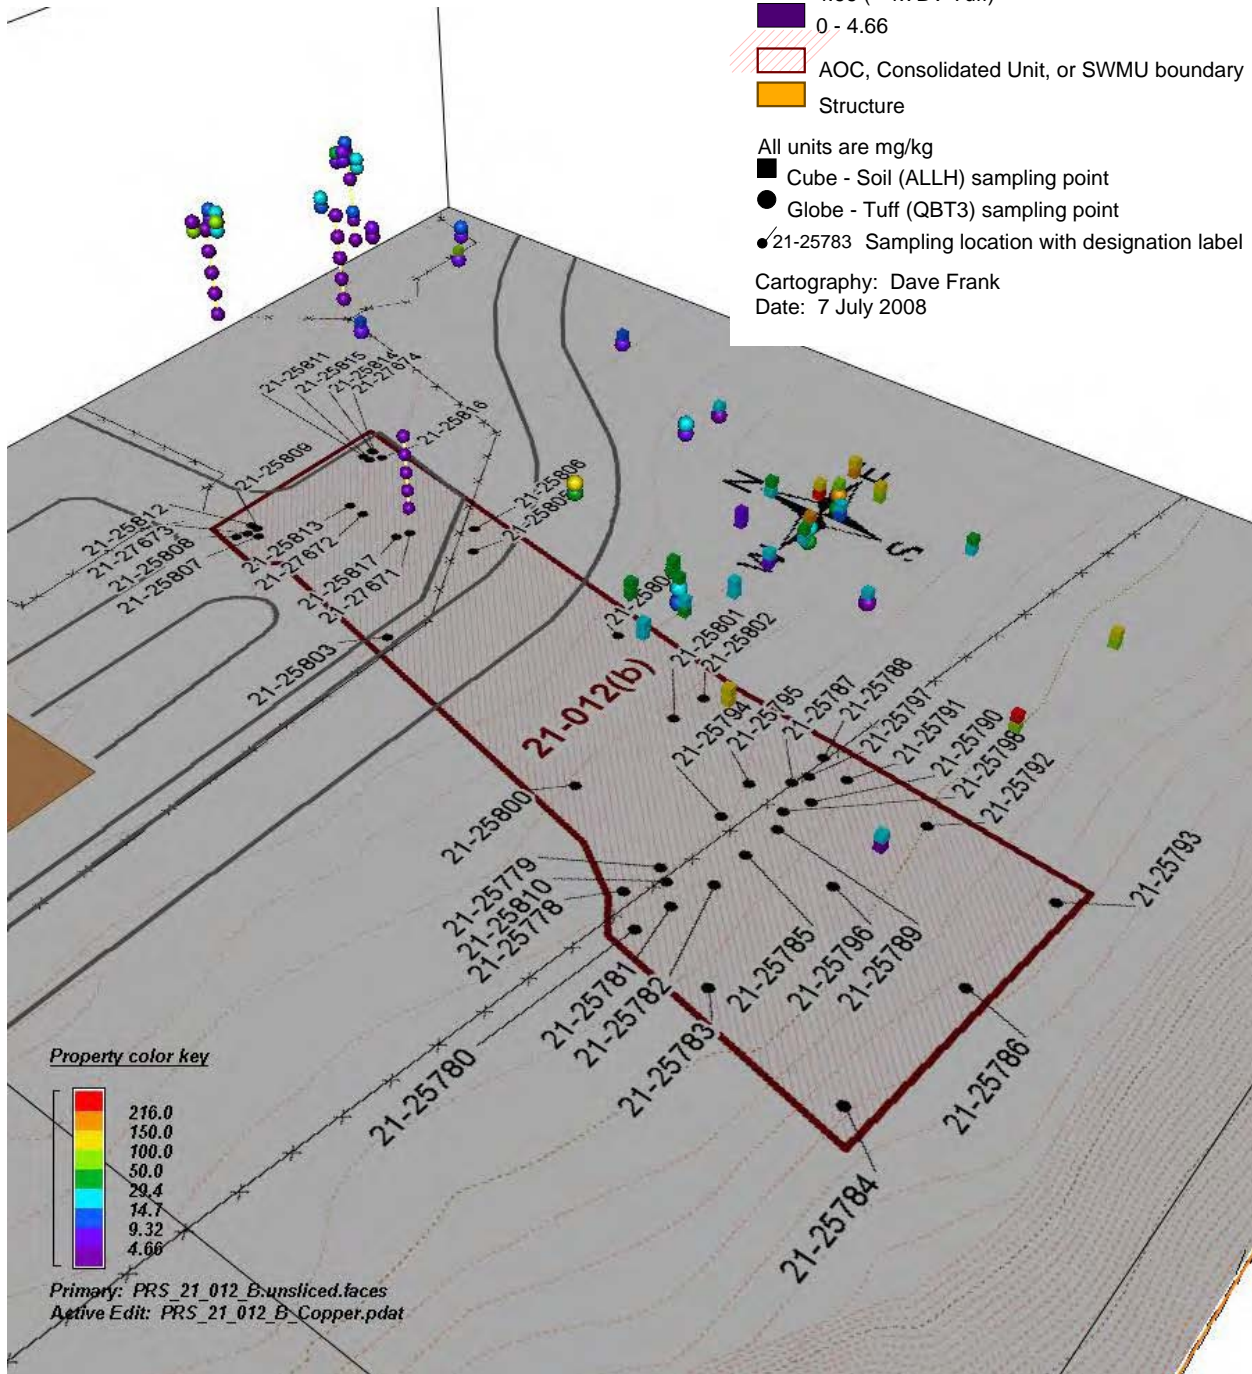 0 - 4.66
AOC, Consolidated Unit, or SWMU boundary
Structure
All units are mg/kg
Cube - Soil (ALLH) sampling point
Globe - Tuff (QBT3) sampling point
21-25783 Sampling location with designation label
Cartography: Dave Frank
Date: 7 July 2008
21-25811
21-25815
21-25814
21-27674
21-25816
21-25809
21-25806
21-25805
21-25812
21-27673
21-25808
21-25807
21-25813
21-27672
21-25817
21-27671
N
E
W
S
21-25803
21-25801
21-25802
21-012(b)
21-25794
21-25795
21-25787
21-25788
21-25797
21-25791
21-25790
21-25798
21-25792
21-25800
21-25793
21-25779
21-25810
21-25778
21-25781
21-25782
21-25785
21-25796
21-25789
21-25783
21-25780
21-25786
21-25784
Property color key
216.0
150.0
100.0
50.0
29.4
14.7
9.32
4.66
Primary: PRS_21_012_B.unsliced.faces
Active Edit: PRS_21_012_B_Copper.pdat